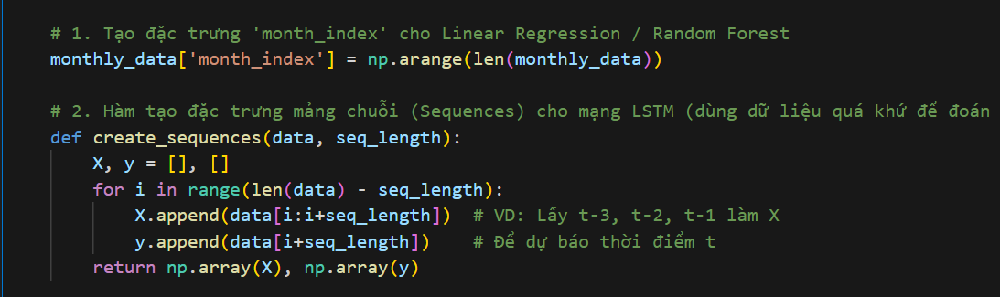 # 1. Tạo đặc trưng 'month_index' cho Linear Regression / Random Forest
monthly_data['month_index'] = np.arange(len(monthly_data))
# 2. Hàm tạo đặc trưng mảng chuỗi (Sequences) cho mạng LSTM (dùng dữ liệu quá khứ để đoán
def create_sequences(data, seq_length):
    X, y = [], []
    for i in range(len(data) - seq_length):
        X.append(data[i:i+seq_length])  # VD: Lấy t-3, t-2, t-1 làm X
        y.append(data[i+seq_length])    # Để dự báo thời điểm t
    return np.array(X), np.array(y)